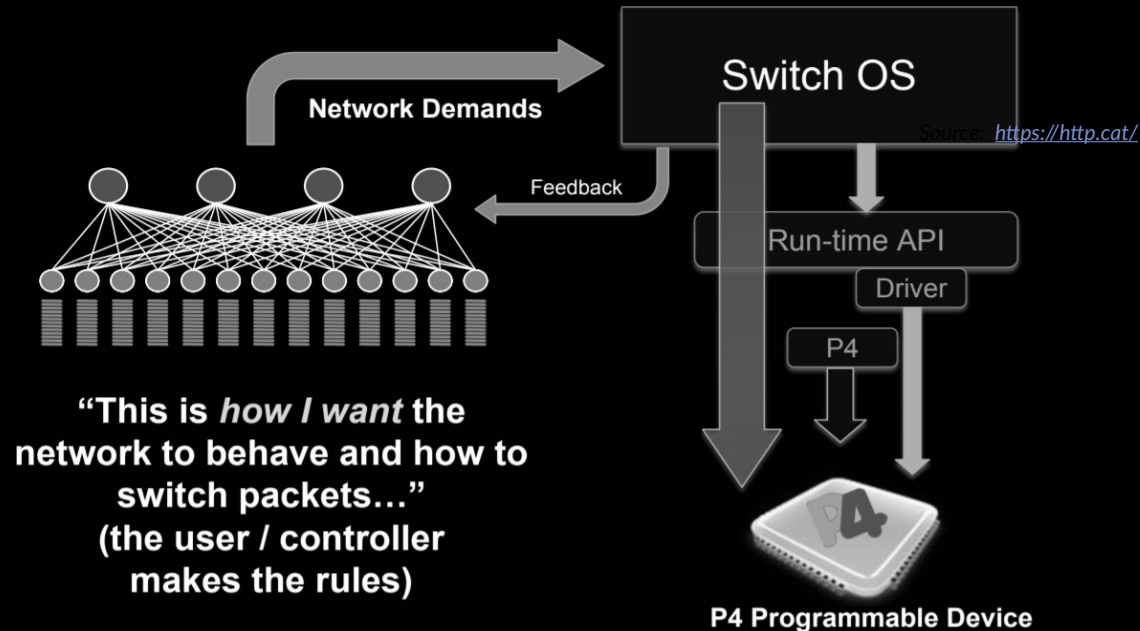 Switch OS
Network Demands
Source: https://http.cat/
Feedback
Run-time API
Driver
P4
“This is how I want the
network to behave and how to
switch packets…”
(the user / controller
makes the rules)
P4
P4 Programmable Device